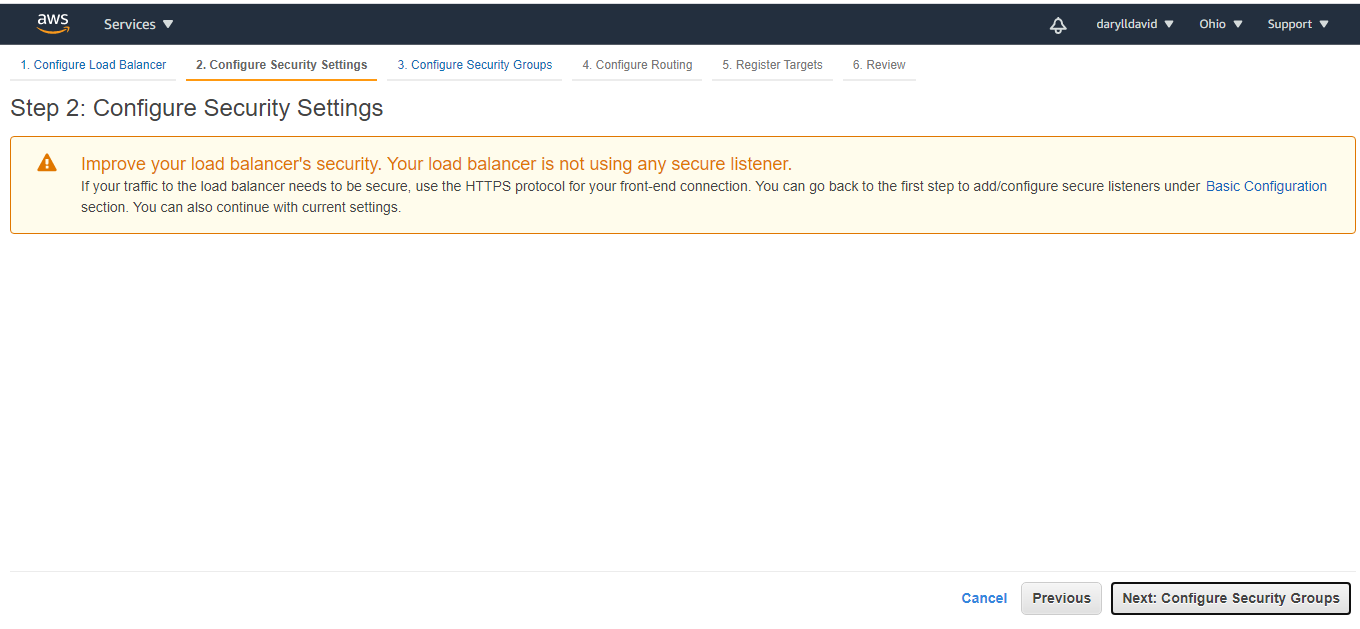 aws Services darylldavid Ohio Support
1. Configure Load Balancer 2. Configure Security Settings 3. Configure Security Groups 4. Configure Routing 5. Register Targets 6. Review
Step 2: Configure Security Settings
Improve your load balancer's security. Your load balancer is not using any secure listener.
If your traffic to the load balancer needs to be secure, use the HTTPS protocol for your front-end connection. You can go back to the first step to add/configure secure listeners under Basic Configuration
section. You can also continue with current settings.
Cancel Previous Next: Configure Security Groups